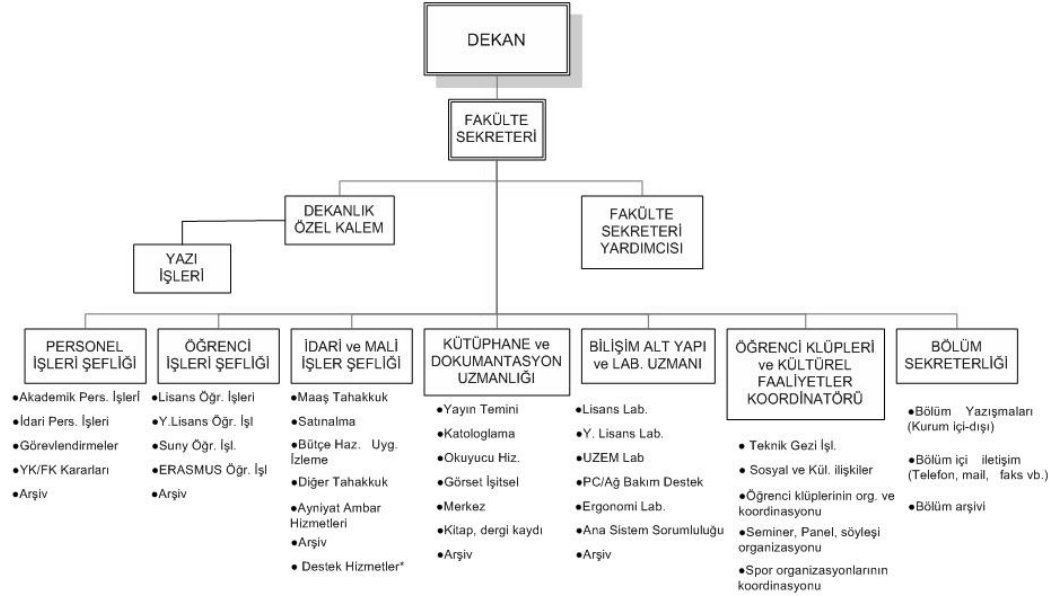 DEKAN
FAKÜLTE
SEKRETERİ
DEKANLIK
ÖZEL KALEM
FAKÜLTE
SEKRETERİ
YARDIMCISI
YAZI
İŞLERİ
PERSONEL
İŞLERİ ŞEFLİĞİ
●Akademik Pers. İşleri
●İdari Pers. İşleri
●Görevlendirmeler
●YK/FK Kararları
●Arşiv
ÖĞRENCİ
İŞLERİ ŞEFLİĞİ
●Lisans Öğr. İşleri
●Y.Lisans Öğr. İşl
●Suny Öğr. İşl.
●ERASMUS Öğr. İşl
●Arşiv
İDARİ ve MALİ
İŞLER ŞEFLİĞİ
●Maaş Tahakkuk
●Satınalma
●Bütçe Haz. Uyg.
İzleme
●Diğer Tahakkuk
●Ayniyat Ambar
Hizmetleri
●Arşiv
● Destek Hizmetler*
KÜTÜPHANE ve
DOKUMANTASYON
UZMANLIĞI
●Yayın Temini
●Katologlama
●Okuyucu Hiz.
●Görset İşitsel
●Merkez
●Kitap, dergi kaydı
●Arşiv
BİLİŞİM ALT YAPI
ve LAB. UZMANI
●Lisans Lab.
●Y. Lisans Lab.
●UZEM Lab
●PC/Ağ Bakım Destek
●Ergonomi Lab.
●Ana Sistem Sorumluluğu
●Arşiv
ÖĞRENCİ KLÜPLERİ
ve KÜLTÜREL
FAALİYETLER
KOORDİNATÖRÜ
● Teknik Gezi İşl.
● Sosyal ve Kül. ilişkiler
●Öğrenci klüplerinin org. ve
koordinasyonu
●Seminer, Panel, söyleşi
organizasyonu
●Spor organizasyonlarının
koordinasyonu
BÖLÜM
SEKRETERLİĞİ
●Bölüm Yazışmaları
(Kurum içi-dışı)
●Bölüm içi iletişim
(Telefon, mail, faks vb.)
●Bölüm arşivi